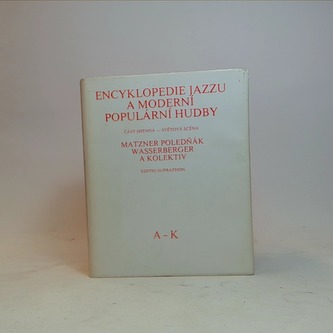 ENCYKLOPEDIE JAZZU
A MODERNÍ
POPULÁRNÍ HUDBY
ČÁST JMENNÁ — SVĚTOVÁ SCÉNA
MATZNER POLEDŇÁK
WASSERBERGER
A KOLEKTIV
EDITIO SUPRAPHON
A – K